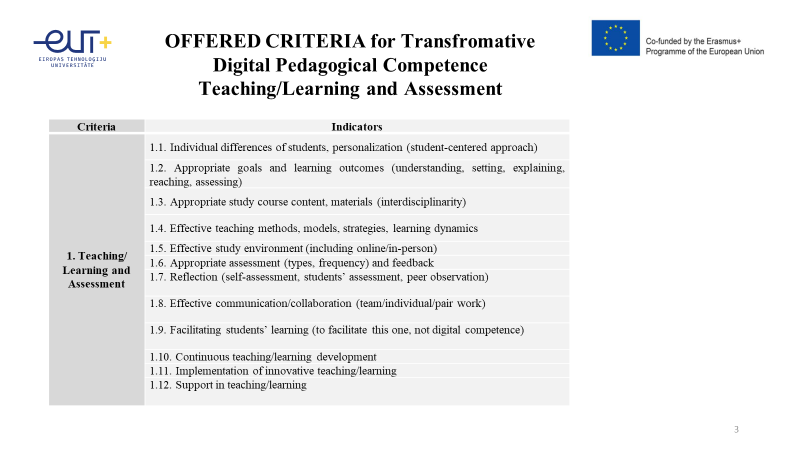 eut+
EIROPAS TEHNOLOĢIJU
UNIVERSITĀTE
OFFERED CRITERIA for Transfromative
Digital Pedagogical Competence
Teaching/Learning and Assessment
Co-funded by the Erasmus+
Programme of the European Union
Criteria
Indicators
1. Teaching/
Learning and
Assessment
1.1. Individual differences of students, personalization (student-centered approach)
1.2. Appropriate goals and learning outcomes (understanding, setting, explaining,
reaching, assessing)
1.3. Appropriate study course content, materials (interdisciplinarity)
1.4. Effective teaching methods, models, strategies, learning dynamics
1.5. Effective study environment (including online/in-person)
1.6. Appropriate assessment (types, frequency) and feedback
1.7. Reflection (self-assessment, students' assessment, peer observation)
1.8. Effective communication/collaboration (team/individual/pair work)
1.9. Facilitating students' learning (to facilitate this one, not digital competence)
1.10. Continuous teaching/learning development
1.11. Implementation of innovative teaching/learning
1.12. Support in teaching/learning
3